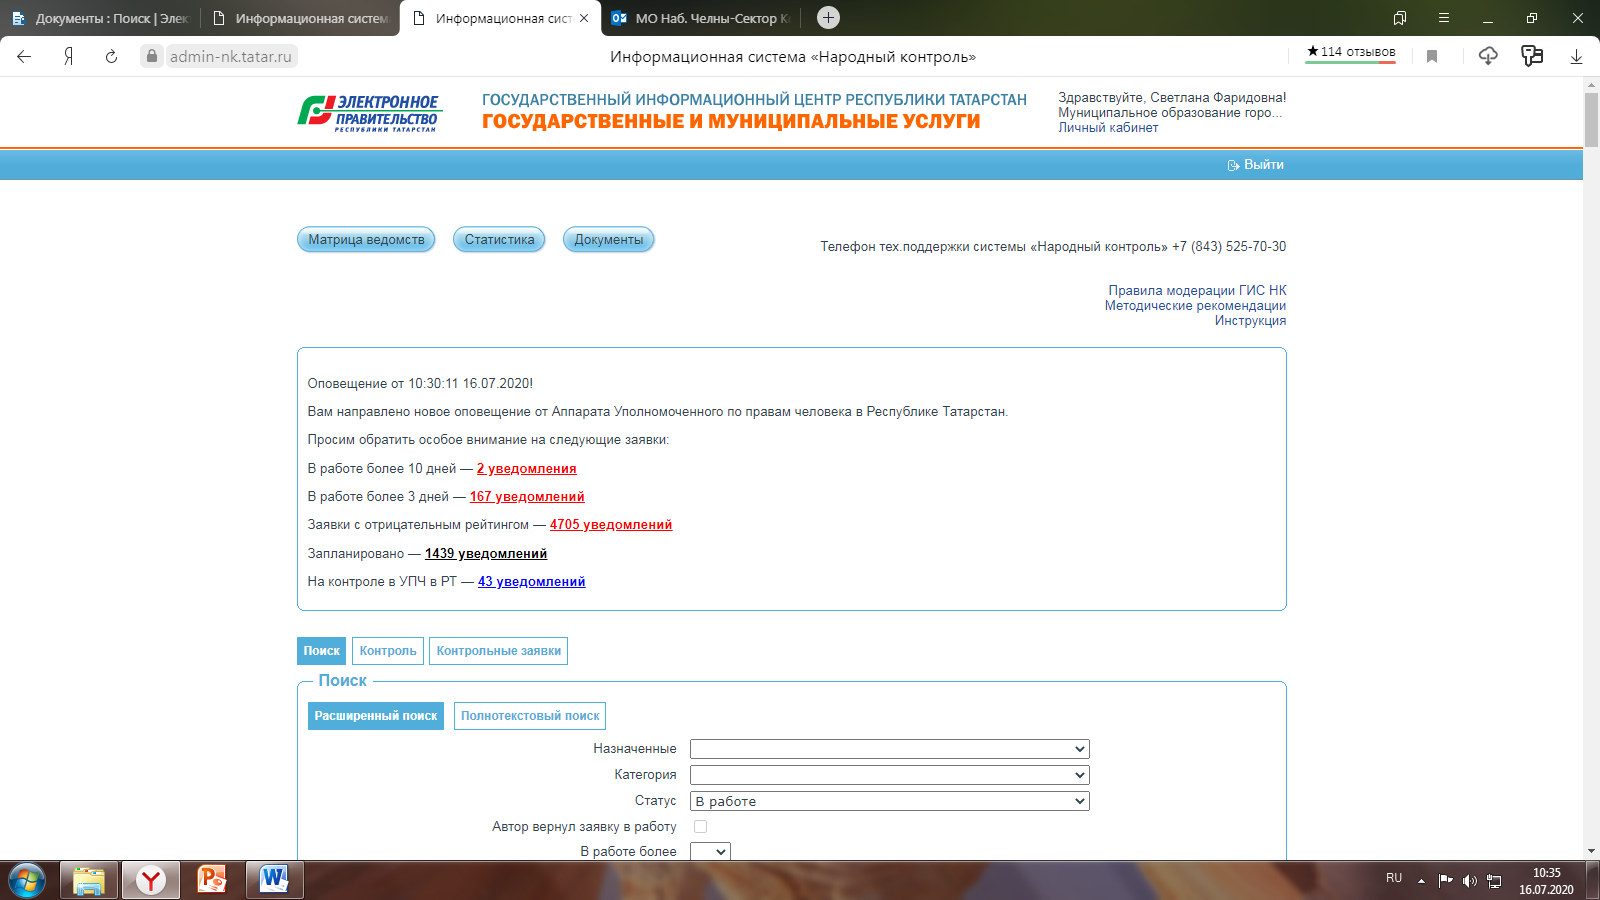 Документы : Поиск | Элек
Информационная систем
Информационная сист
МО Наб. Челны-Сектор К
admin-nk.tatar.ru
Информационная система «Народный контроль»
★114 отзывов
ЭЛЕКТРОННОЕ
ПРАВИТЕЛЬСТВО
РЕСПУБЛИКИ ТАТАРСТАН
ГОСУДАРСТВЕННЫЙ ИНФОРМАЦИОННЫЙ ЦЕНТР РЕСПУБЛИКИ ТАТАРСТАН
ГОСУДАРСТВЕННЫЕ И МУНИЦИПАЛЬНЫЕ УСЛУГИ
Здравствуйте, Светлана Фаридовна!
Муниципальное образование горо...
Личный кабинет
Выйти
Матрица ведомств
Статистика
Документы
Телефон тех.поддержки системы «Народный контроль» +7 (843) 525-70-30
Правила модерации ГИС НК
Методические рекомендации
Инструкция
Оповещение от 10:30:11 16.07.2020!
Вам направлено новое оповещение от Аппарата Уполномоченного по правам человека в Республике Татарстан.
Просим обратить особое внимание на следующие заявки:
В работе более 10 дней — 2 уведомления
В работе более 3 дней — 167 уведомлений
Заявки с отрицательным рейтингом — 4705 уведомлений
Запланировано — 1439 уведомлений
На контроле в УПЧ в РТ — 43 уведомлений
Поиск
Контроль
Контрольные заявки
Поиск
Расширенный поиск
Полнотекстовый поиск
Назначенные
Категория
Статус
В работе
Автор вернул заявку в работу
В работе более
RU
10:35
16.07.2020